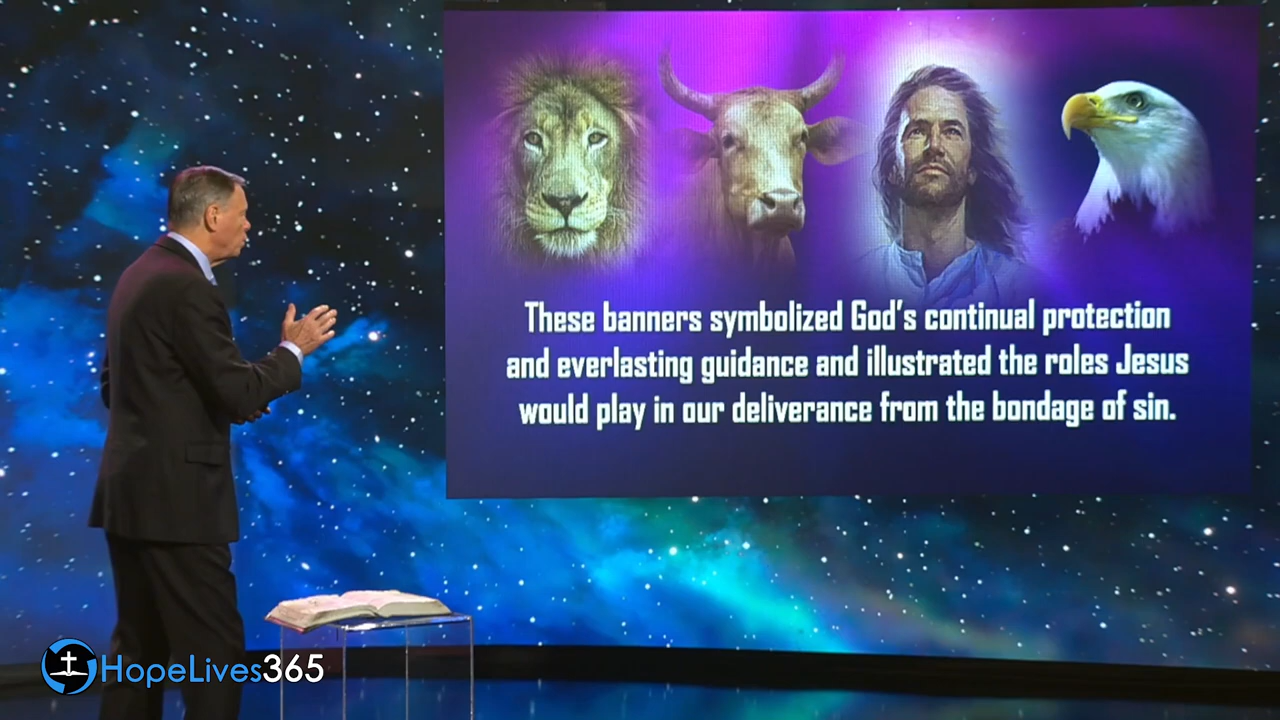 These banners symbolized God's continual protection
and everlasting guidance and illustrated the roles Jesus
would play in our deliverance from the bondage of sin.
HopeLives365